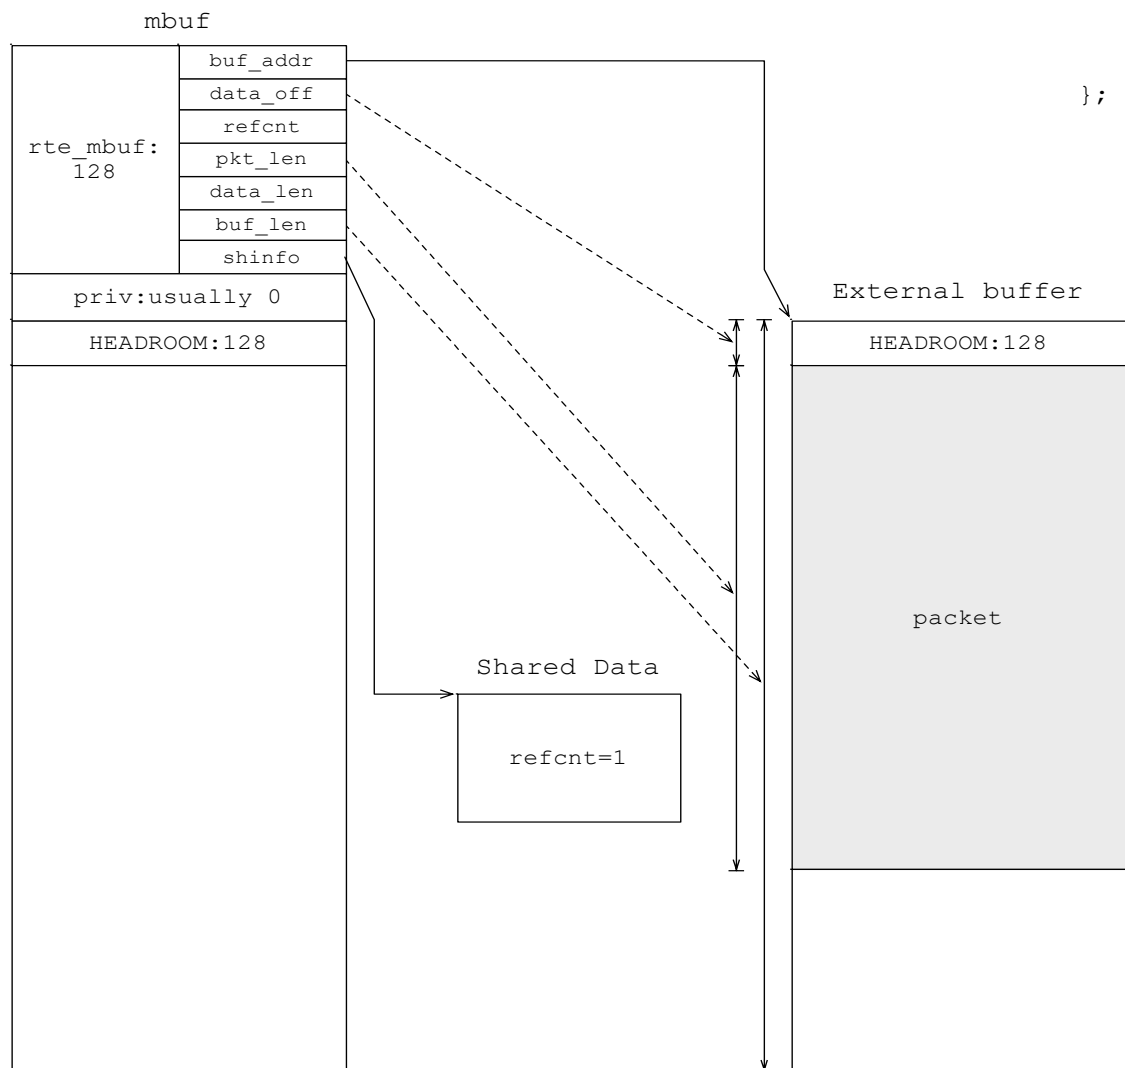 mbuf
buf_addr
data_off
};
refcnt
rte_mbuf:
128
pkt_len
data_len
buf_len
shinfo
priv:usually 0
External buffer
HEADROOM:128
HEADROOM:128
packet
Shared Data
refcnt=1